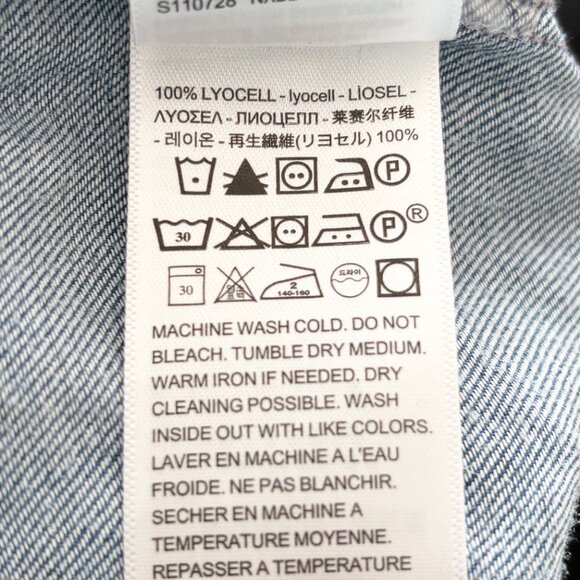 S110728
100% LYOCELL - lyocell - LİOSEL -
ΛΥΟΣΕΛ - ЛИОЦЕЛЛ - 莱赛尔纤维
- 레이온 - 再生繊維(リヨセル) 100%
P
30 P ®
30 2 140-160 드라이
MACHINE WASH COLD. DO NOT
BLEACH. TUMBLE DRY MEDIUM.
WARM IRON IF NEEDED. DRY
CLEANING POSSIBLE. WASH
INSIDE OUT WITH LIKE COLORS.
LAVER EN MACHINE A L'EAU
FROIDE. NE PAS BLANCHIR.
SECHER EN MACHINE A
TEMPERATURE MOYENNE.
REPASSER A TEMPERATURE